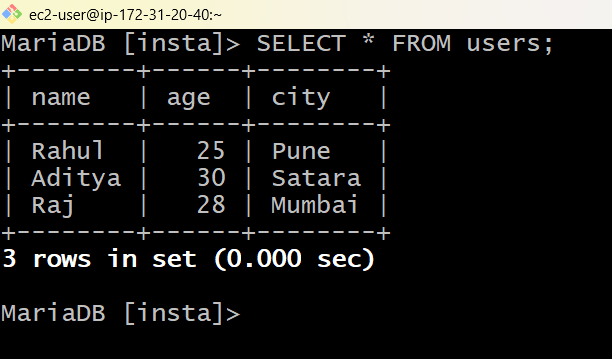 ec2-user@ip-172-31-20-40:~
MariaDB [insta]> SELECT * FROM users;
+--------+------+--------+
| name   | age  | city   |
+--------+------+--------+
| Rahul  |   25 | Pune   |
| Aditya |   30 | Satara |
| Raj    |   28 | Mumbai |
+--------+------+--------+
3 rows in set (0.000 sec)
MariaDB [insta]>